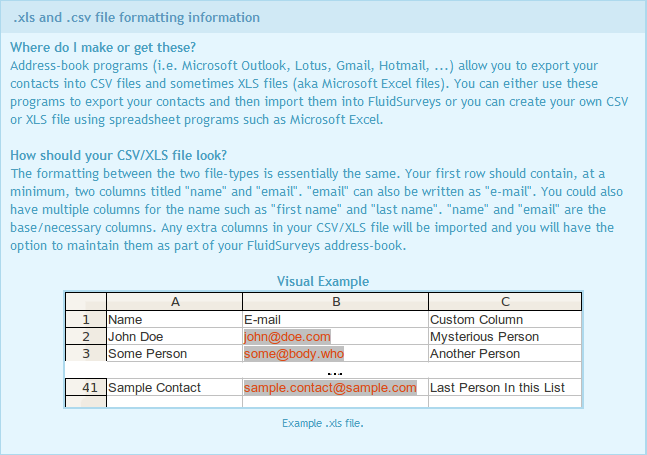 .xls and .csv file formatting information
Where do I make or get these?
Address-book programs (i.e. Microsoft Outlook, Lotus, Gmail, Hotmail, ...) allow you to export your
contacts into CSV files and sometimes XLS files (aka Microsoft Excel files). You can either use these
programs to export your contacts and then import them into FluidSurveys or you can create your own CSV
or XLS file using spreadsheet programs such as Microsoft Excel.
How should your CSV/XLS file look?
The formatting between the two file-types is essentially the same. Your first row should contain, at a
minimum, two columns titled "name" and "email". "email" can also be written as "e-mail". You could also
have multiple columns for the name such as "first name" and "last name". "name" and "email" are the
base/necessary columns. Any extra columns in your CSV/XLS file will be imported and you will have the
option to maintain them as part of your FluidSurveys address-book.
Visual Example
A B C
1 Name E-mail Custom Column
2 John Doe john@doe.com Mysterious Person
3 Some Person some@body.who Another Person
...
41 Sample Contact sample.contact@sample.com Last Person In this List
Example .xls file.